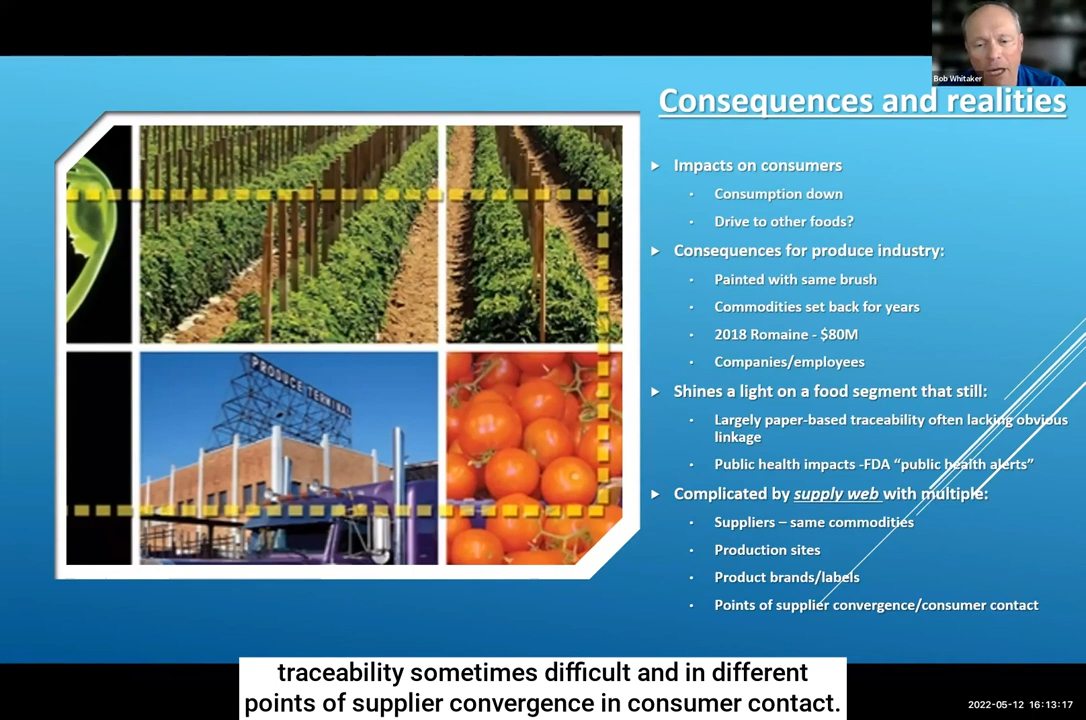 Bob Whitaker
Consequences and realities
Impacts on consumers
Consumption down
Drive to other foods?
Consequences for produce industry:
Painted with same brush
Commodities set back for years
2018 Romaine - $80M
Companies/employees
Shines a light on a food segment that still:
Largely paper-based traceability often lacking obvious
linkage
Public health impacts -FDA “public health alerts”
Complicated by supply web with multiple:
Suppliers – same commodities
Production sites
Product brands/labels
Points of supplier convergence/consumer contact
PRODUCE TERMINAL
traceability sometimes difficult and in different
points of supplier convergence in consumer contact.
2022-05-12 16:13:17